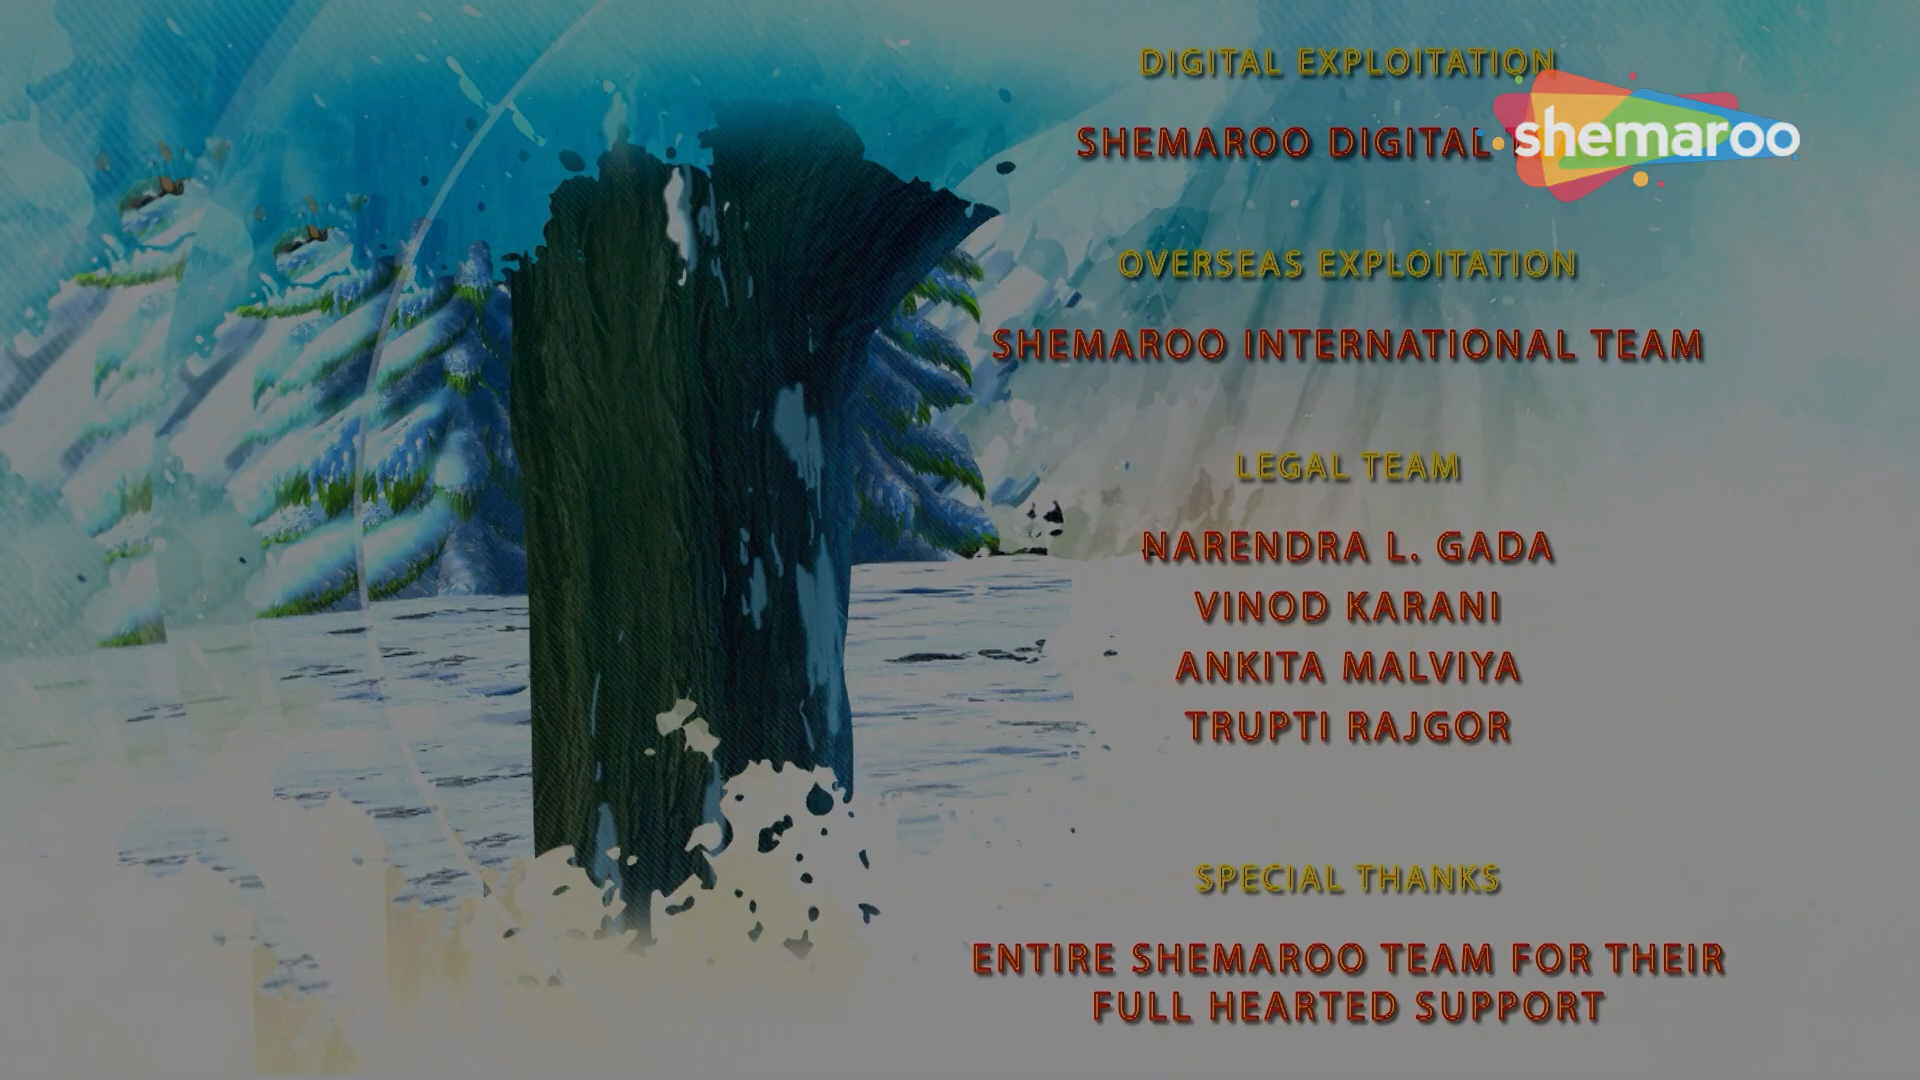 DIGITAL EXPLOITATION
SHEMAROO DIGITAL
shemaroo
OVERSEAS EXPLOITATION
SHEMAROO INTERNATIONAL TEAM
LEGAL TEAM
NARENDRA L. GADA
VINOD KARANI
ANKITA MALVIYA
TRUPTI RAJGOR
SPECIAL THANKS
ENTIRE SHEMAROO TEAM FOR THEIR
FULL HEARTED SUPPORT